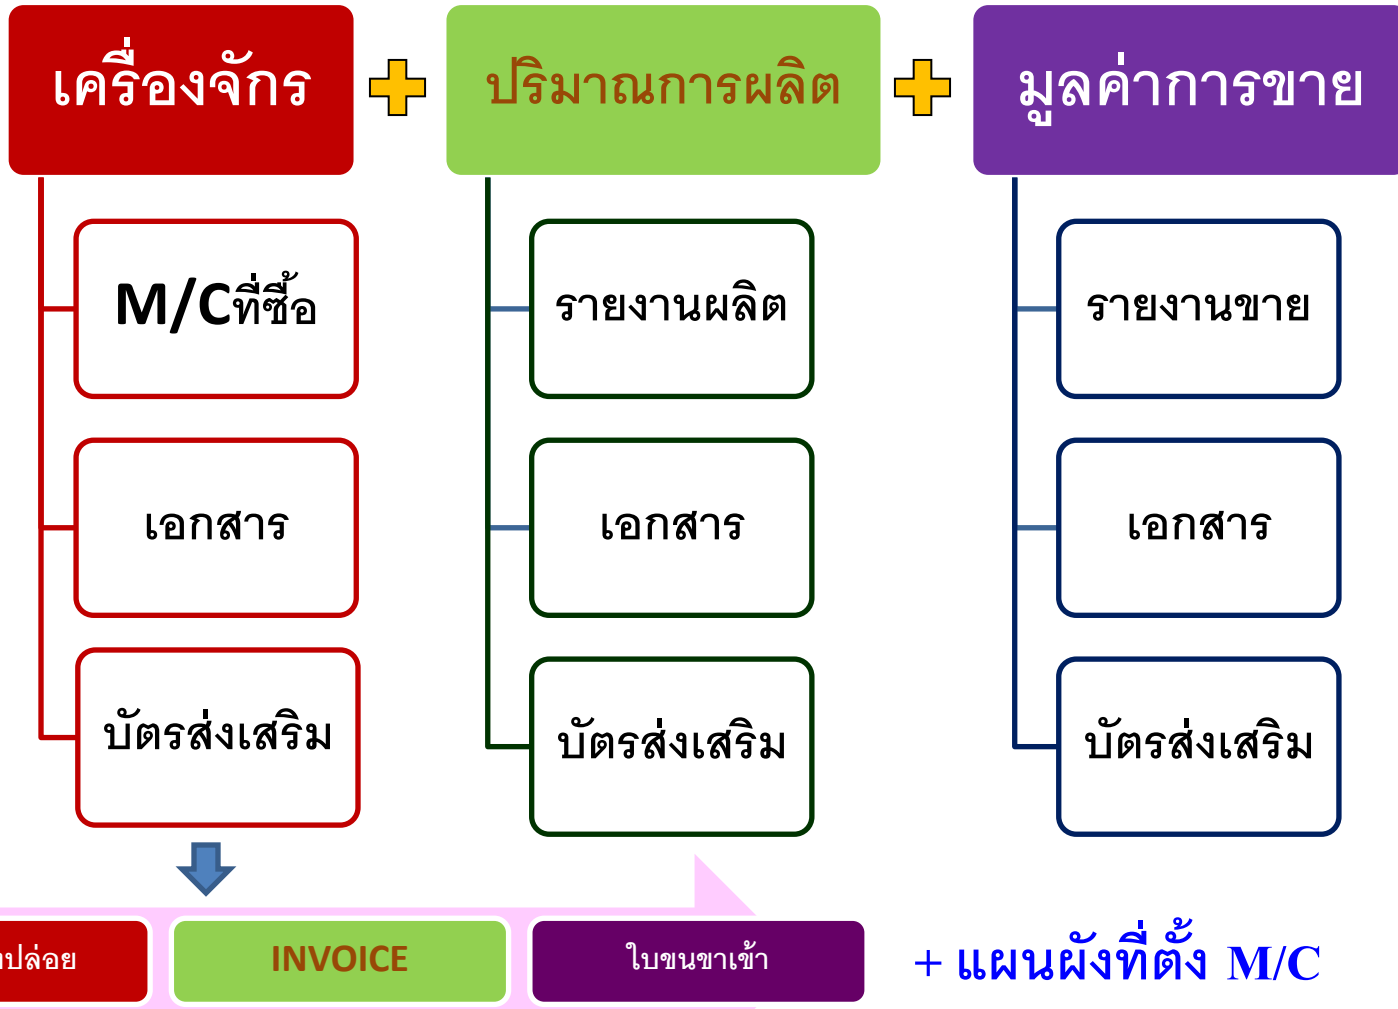 เครื่องจักร
ปริมาณการผลิต
มูลค่าการขาย
M/Cที่ซื้อ
รายงานผลิต
รายงานขาย
เอกสาร
เอกสาร
เอกสาร
บัตรส่งเสริม
บัตรส่งเสริม
บัตรส่งเสริม
ปล่อย
INVOICE
ใบขนขาเข้า
+ แผนผังที่ตั้ง M/C